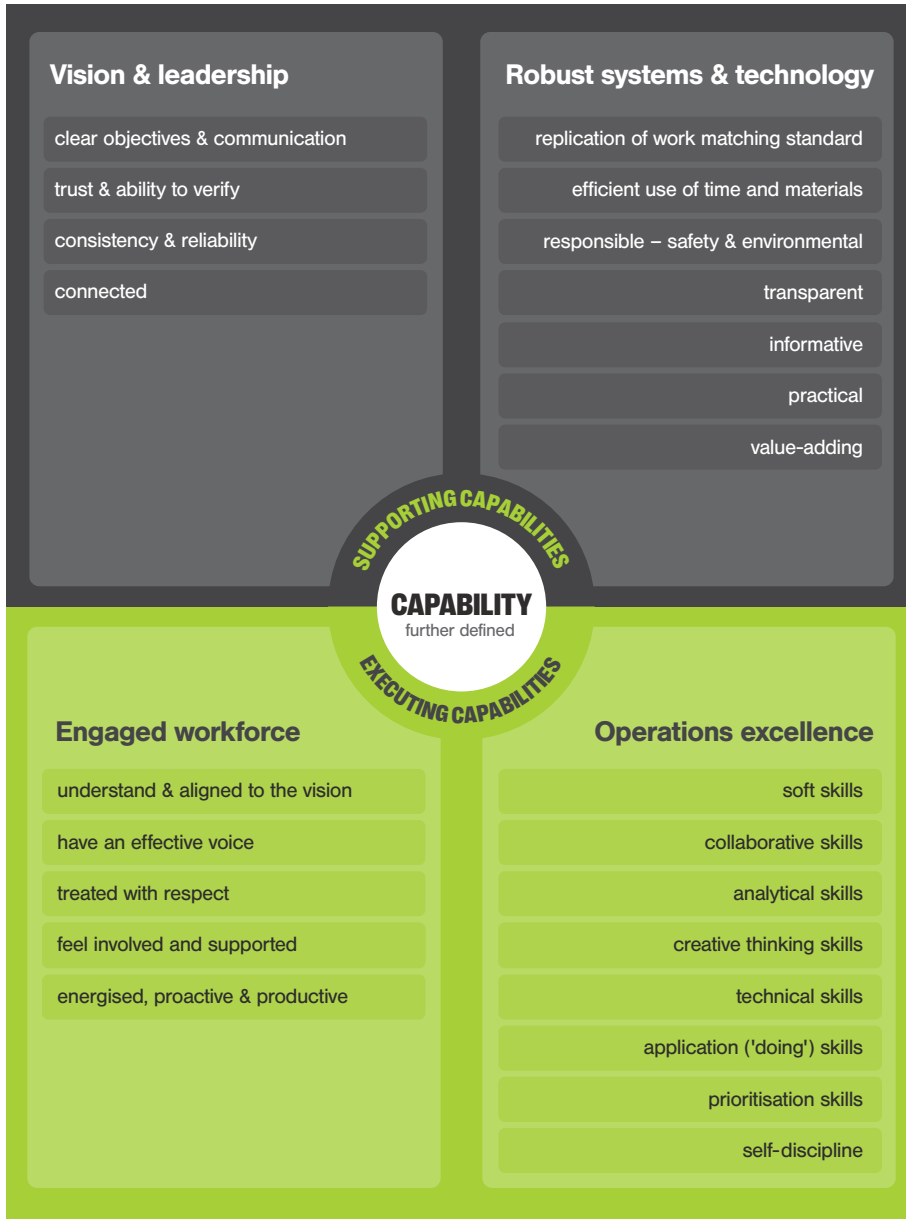 Vision & leadership
clear objectives & communication
trust & ability to verify
consistency & reliability
connected
Robust systems & technology
replication of work matching standard
efficient use of time and materials
responsible – safety & environmental
transparent
informative
practical
value-adding
SUPPORTING CAPABILITIES
CAPABILITY
further defined
EXECUTING CAPABILITIES
Engaged workforce
understand & aligned to the vision
have an effective voice
treated with respect
feel involved and supported
energised, proactive & productive
Operations excellence
soft skills
collaborative skills
analytical skills
creative thinking skills
technical skills
application ('doing') skills
prioritisation skills
self-discipline